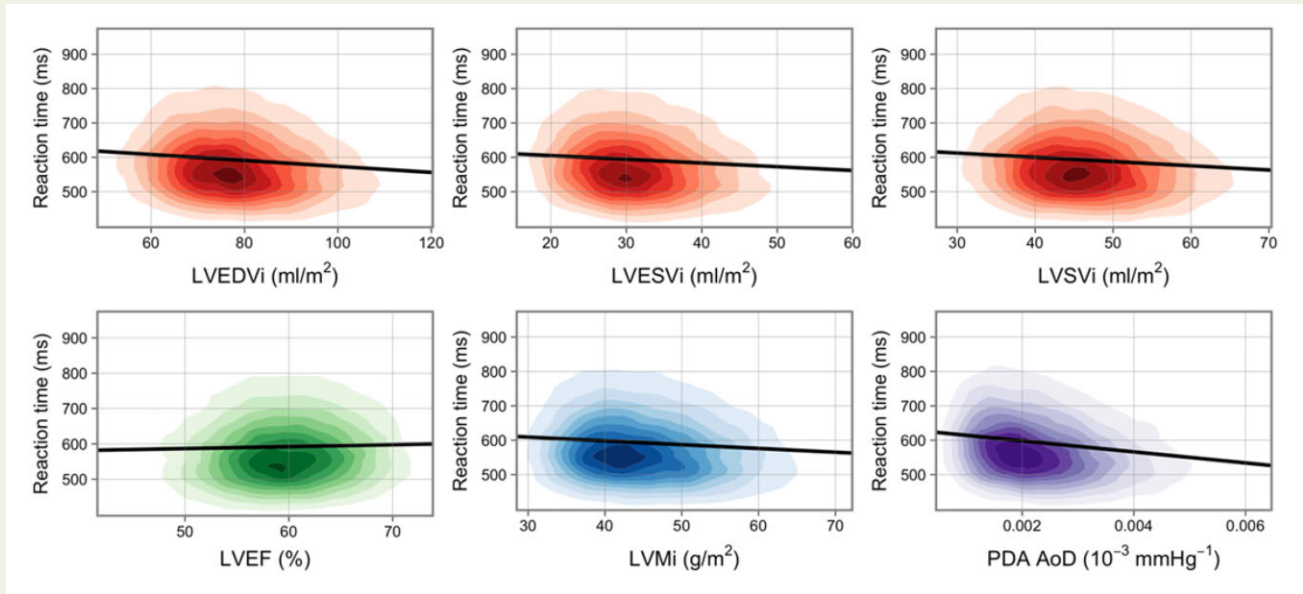 Reaction time (ms)
900
800
700
600
500
60 80 100 120
LVEDVi (ml/m²)
Reaction time (ms)
900
800
700
600
500
20 30 40 50 60
LVESVi (ml/m²)
Reaction time (ms)
900
800
700
600
500
30 40 50 60 70
LVSVi (ml/m²)
Reaction time (ms)
900
800
700
600
500
50 60 70
LVEF (%)
Reaction time (ms)
900
800
700
600
500
30 40 50 60 70
LVMi (g/m²)
Reaction time (ms)
900
800
700
600
500
0.002 0.004 0.006
PDA AoD (10⁻³ mmHg⁻¹)